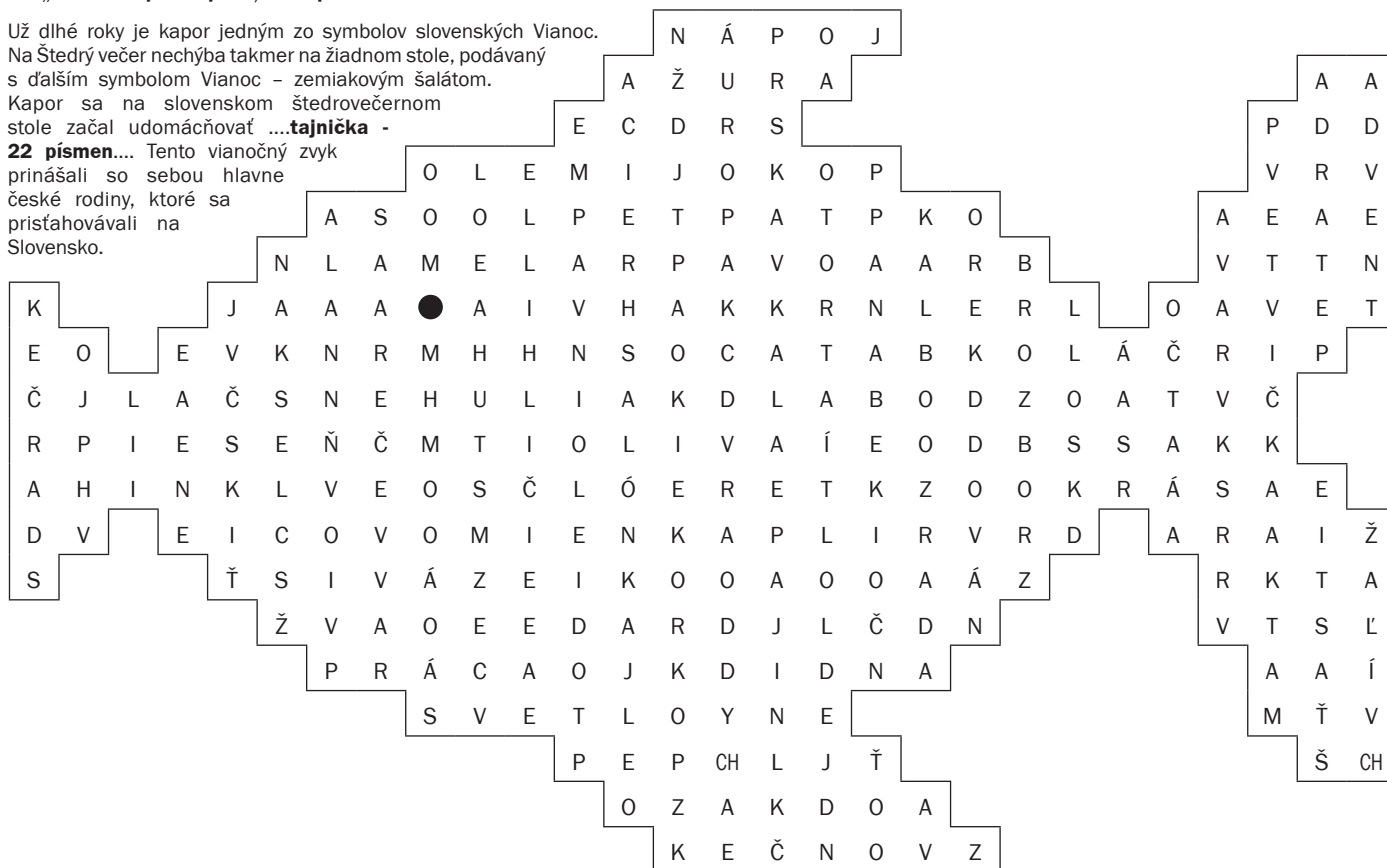 Už dlhé roky je kapor jedným zo symbolov slovenských Vianoc.
Na Štedrý večer nechýba takmer na žiadnom stole, podávaný
s ďalším symbolom Vianoc – zemiakovým šalátom.
Kapor sa na slovenskom štedrovečernom
stole začal udomácňovať ....tajnička -
22 písmen.... Tento vianočný zvyk
prinášali so sebou hlavne
české rodiny, ktoré sa
prisťahovávali na
Slovensko.
N Á P O J
A Ž U R A A A
E C D R S P D D
O L E M I J O K O P V R V
A S O O L P E T P A T P K O A E A E
N L A M E L A R P A V O A A R B V T T N
K J A A A A I V H A K K R N L E R L O A V E T
E O E V K N R M H H N S O C A T A B K O L Á Č R I P
Č J L A Č S N E H U L I A K D L A B O D Z O A T V Č
R P I E S E Ň Č M T I O L I V A Í E O D B S S A K K
A H I N K L V E O S Č L Ó E R E T K Z O O K R Á S A E
D V E I C O V O M I E N K A P L I R V R D A R A I Ž
S Ť S I V Á Z E I K O O A O O A Á Z R K T A
Ž V A O E E D A R D J L Č D N V T S Ľ
P R Á C A O J K D I D N A A A Í
S V E T L O Y N E M Ť V
P E P CH L J Ť Š CH
O Z A K D O A
K E Č N O V Z